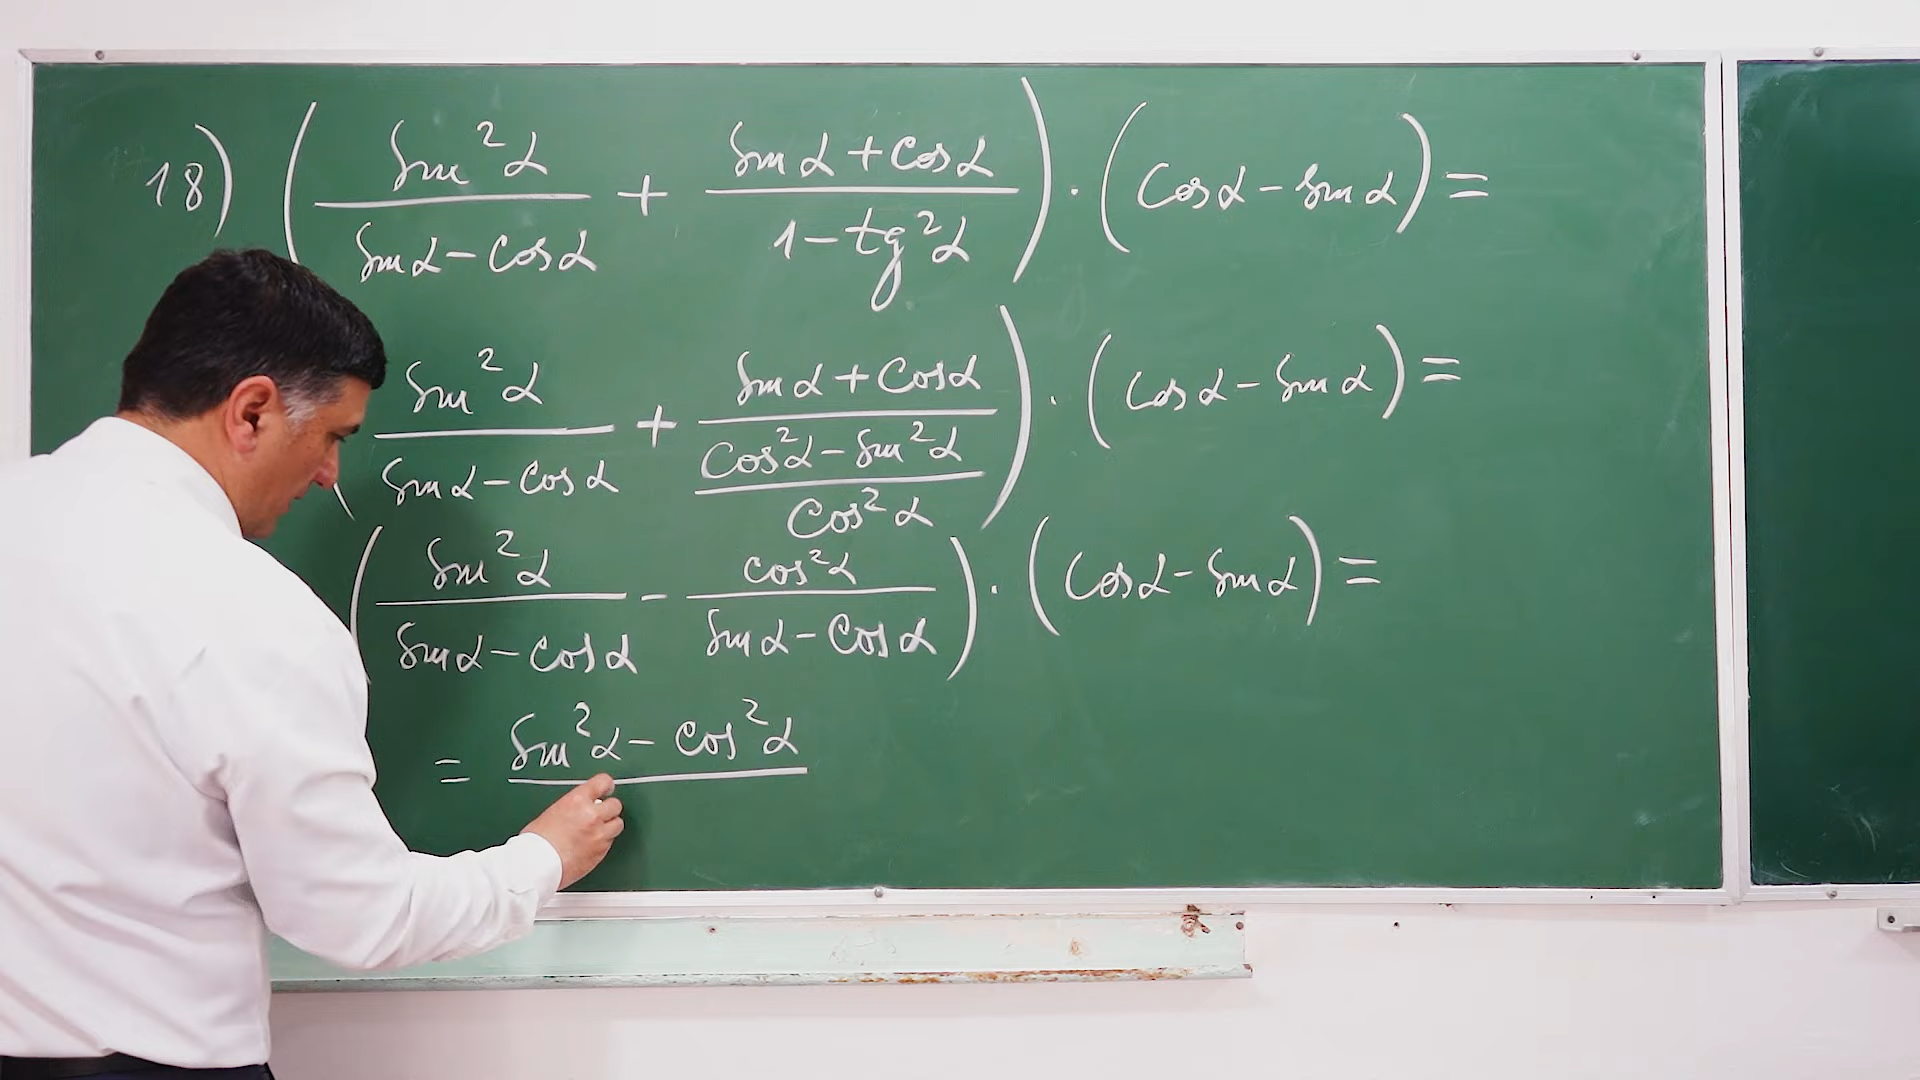 18) ( sin²α / (sinα - cosα) + (sinα + cosα) / (1 - tg²α) ) · (cosα - sinα) =
( sin²α / (sinα - cosα) + (sinα + cosα) / ((cos²α - sin²α) / cos²α) ) · (cosα - sinα) =
( sin²α / (sinα - cosα) - cos²α / (sinα - cosα) ) · (cosα - sinα) =
= sin²α - cos²α /